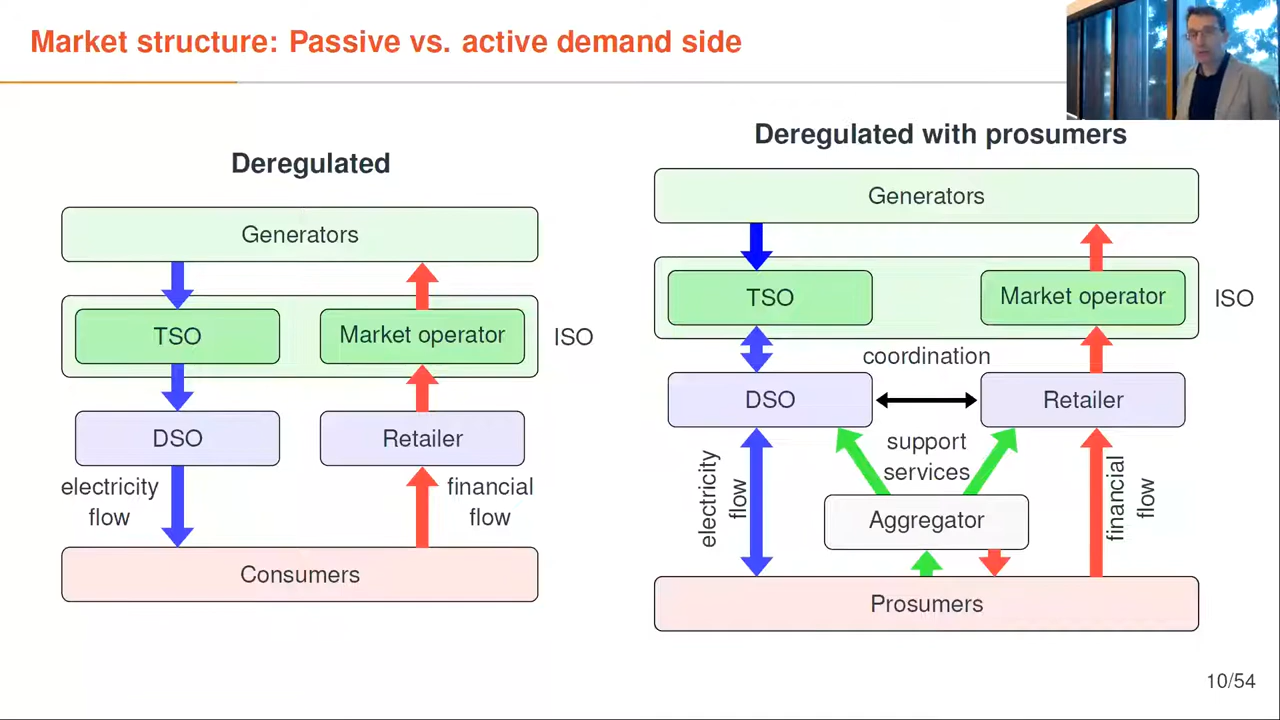 Market structure: Passive vs. active demand side
Deregulated
Generators
TSO
Market operator
ISO
DSO
Retailer
electricity
flow
financial
flow
Consumers
Deregulated with prosumers
Generators
TSO
Market operator
ISO
coordination
DSO
Retailer
support
services
electricity
flow
Aggregator
financial
flow
Prosumers
10/54